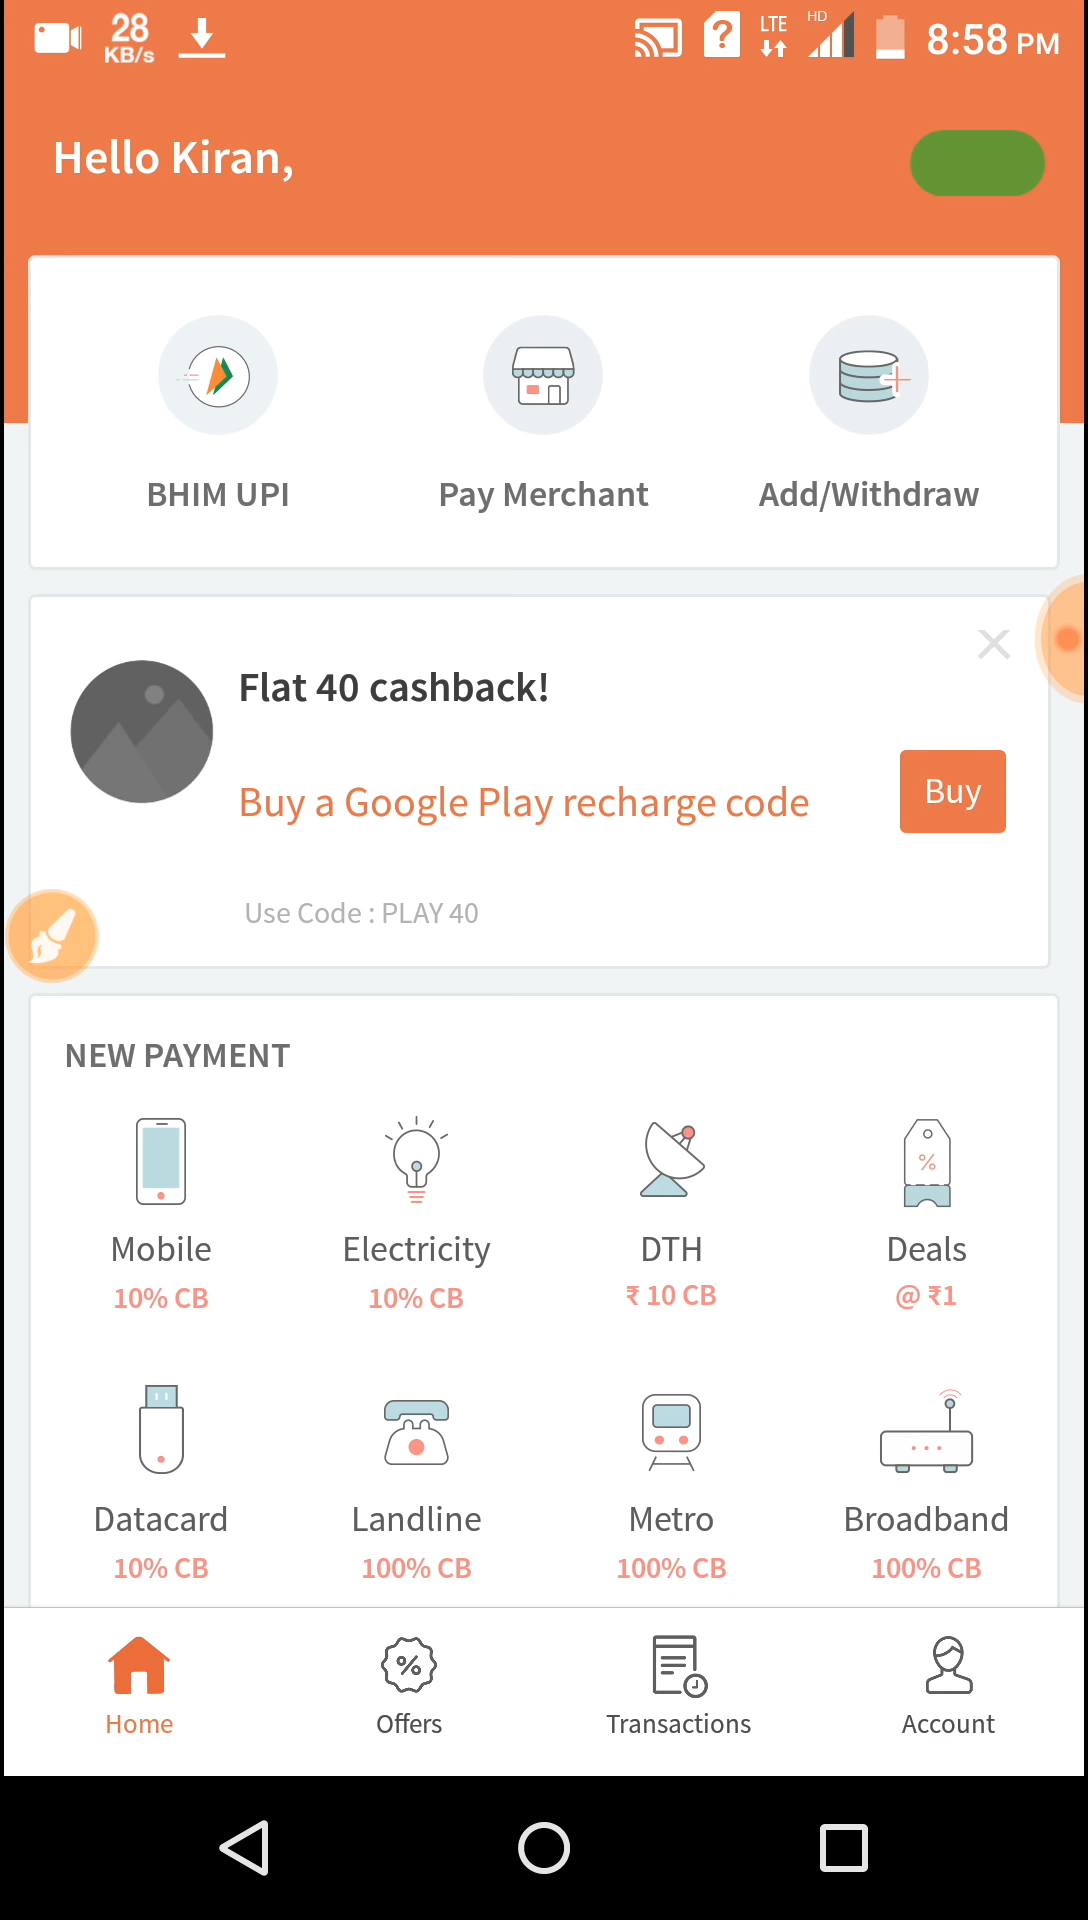 28
KB/s
LTE
HD
8:58 PM
Hello Kiran,
BHIM UPI
Pay Merchant
Add/Withdraw
Flat 40 cashback!
Buy a Google Play recharge code
Buy
Use Code : PLAY 40
NEW PAYMENT
Mobile
Electricity
DTH
Deals
10% CB
10% CB
₹ 10 CB
@ ₹1
Datacard
Landline
Metro
Broadband
10% CB
100% CB
100% CB
100% CB
Home
Offers
Transactions
Account